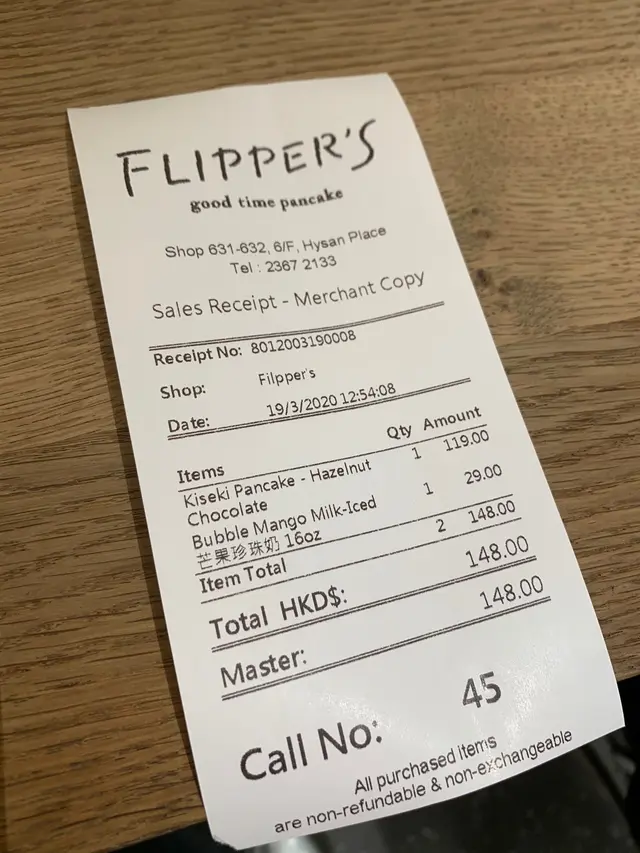 FLIPPER'S
good time pancake
Shop 631-632, 6/F, Hysan Place
Tel : 2367 2133
Sales Receipt - Merchant Copy
Receipt No: 8012003190008
Shop: Filpper's
Date: 19/3/2020 12:54:08
Items Qty Amount
Kiseki Pancake - Hazelnut 1 119.00
Chocolate
Bubble Mango Milk-Iced 1 29.00
芒果珍珠奶 16oz
Item Total 2 148.00
Total HKD$: 148.00
Master: 148.00
Call No: 45
All purchased items
are non-refundable & non-exchangeable